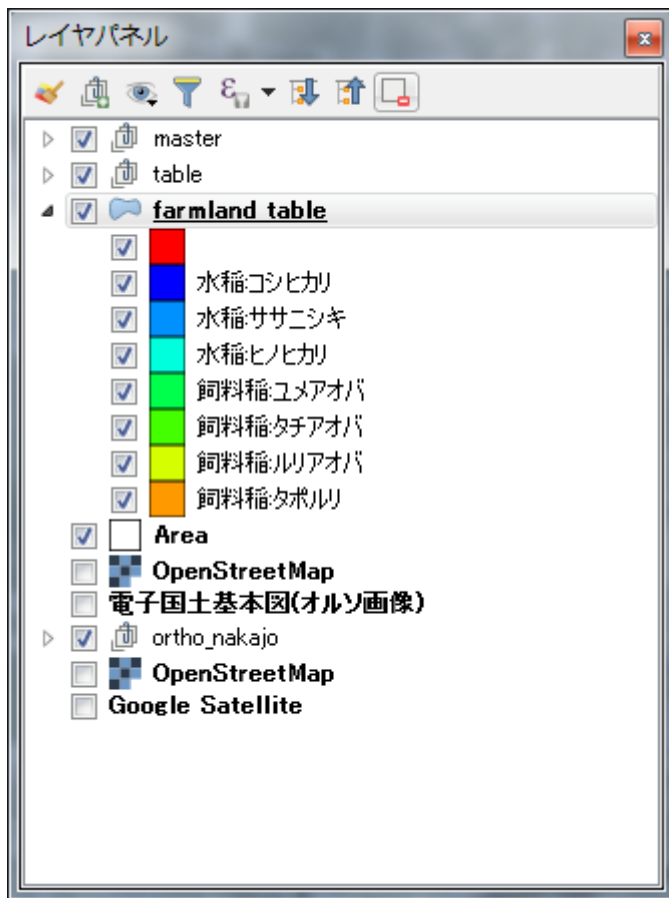 レイヤパネル
master
table
farmland_table
水稲:コシヒカリ
水稲:ササニシキ
水稲:ヒノヒカリ
飼料稲:ユメアオバ
飼料稲:タチアオバ
飼料稲:ルリアオバ
飼料稲:タポルリ
Area
OpenStreetMap
電子国土基本図(オルソ画像)
ortho_nakajo
OpenStreetMap
Google Satellite